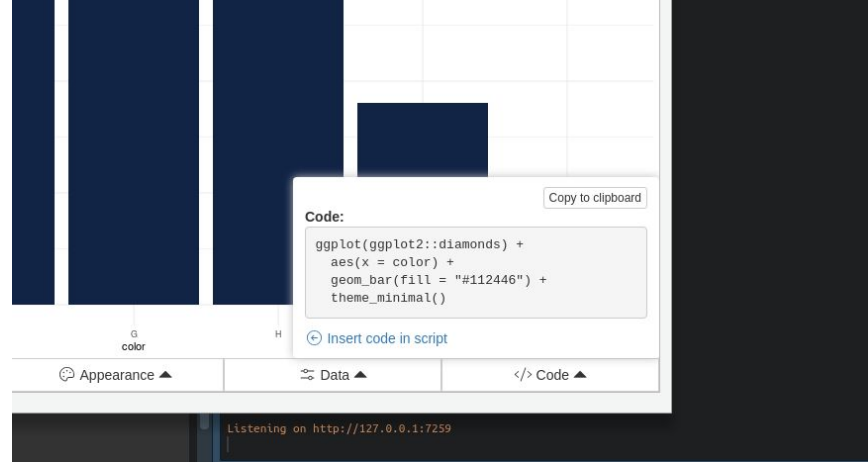 Copy to clipboard
Code:
ggplot(ggplot2::diamonds) +
  aes(x = color) +
  geom_bar(fill = "#112446") +
  theme_minimal()
G
H
color
Insert code in script
Appearance
Data
</> Code
Listening on http://127.0.0.1:7259